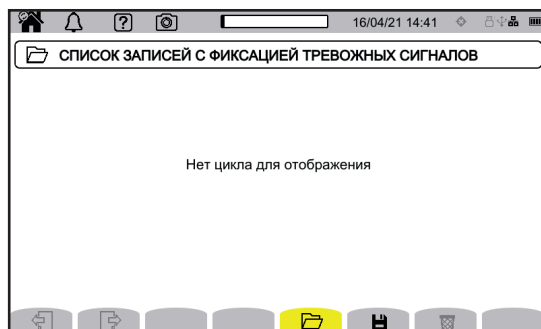 16/04/21 14:41
СПИСОК ЗАПИСЕЙ С ФИКСАЦИЕЙ ТРЕВОЖНЫХ СИГНАЛОВ
Нет цикла для отображения